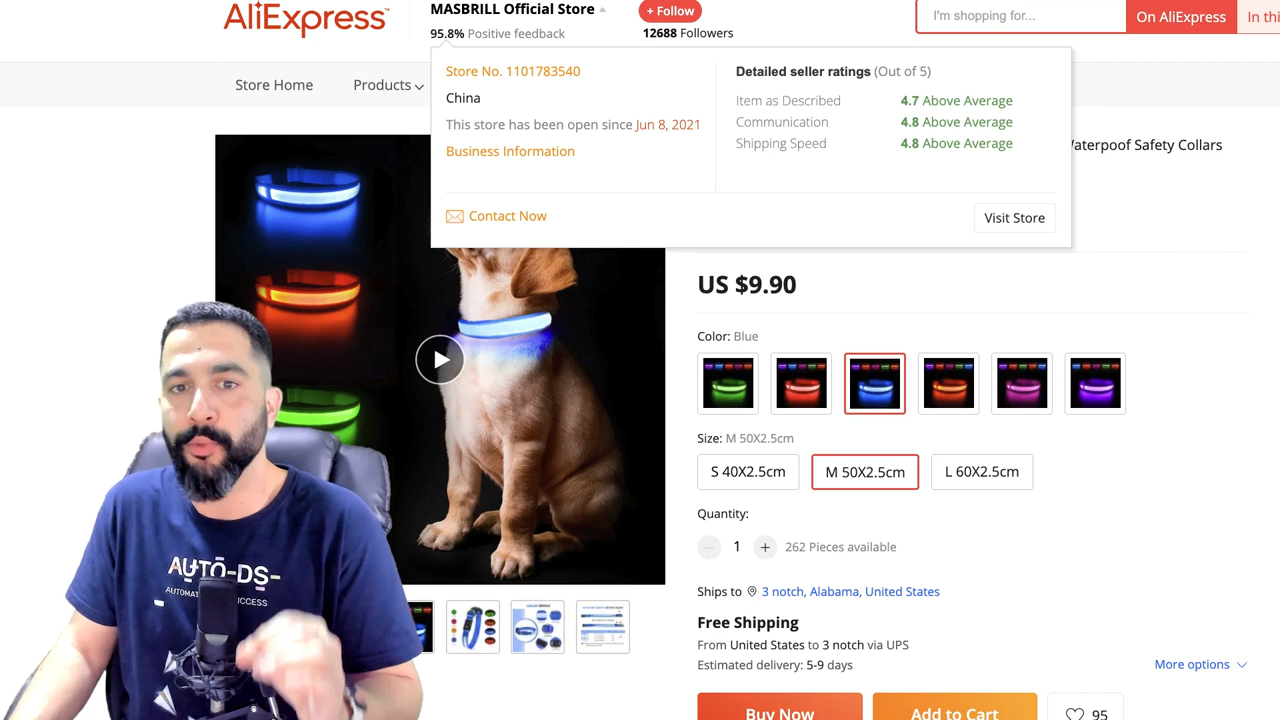 AliExpress™
MASBRILL Official Store
+ Follow
95.8% Positive feedback
12688 Followers
I'm shopping for...
On AliExpress
In thi
Store Home
Products
Store No. 1101783540
China
This store has been open since Jun 8, 2021
Business Information
Contact Now
Detailed seller ratings (Out of 5)
Item as Described 4.7 Above Average
Communication 4.8 Above Average
Shipping Speed 4.8 Above Average
Visit Store
Waterpoof Safety Collars
US $9.90
Color: Blue
Size: M 50X2.5cm
S 40X2.5cm
M 50X2.5cm
L 60X2.5cm
Quantity:
− 1 + 262 Pieces available
Ships to 3 notch, Alabama, United States
Free Shipping
From United States to 3 notch via UPS
Estimated delivery: 5-9 days
More options
Buy Now
Add to Cart
95
AUTO-DS-